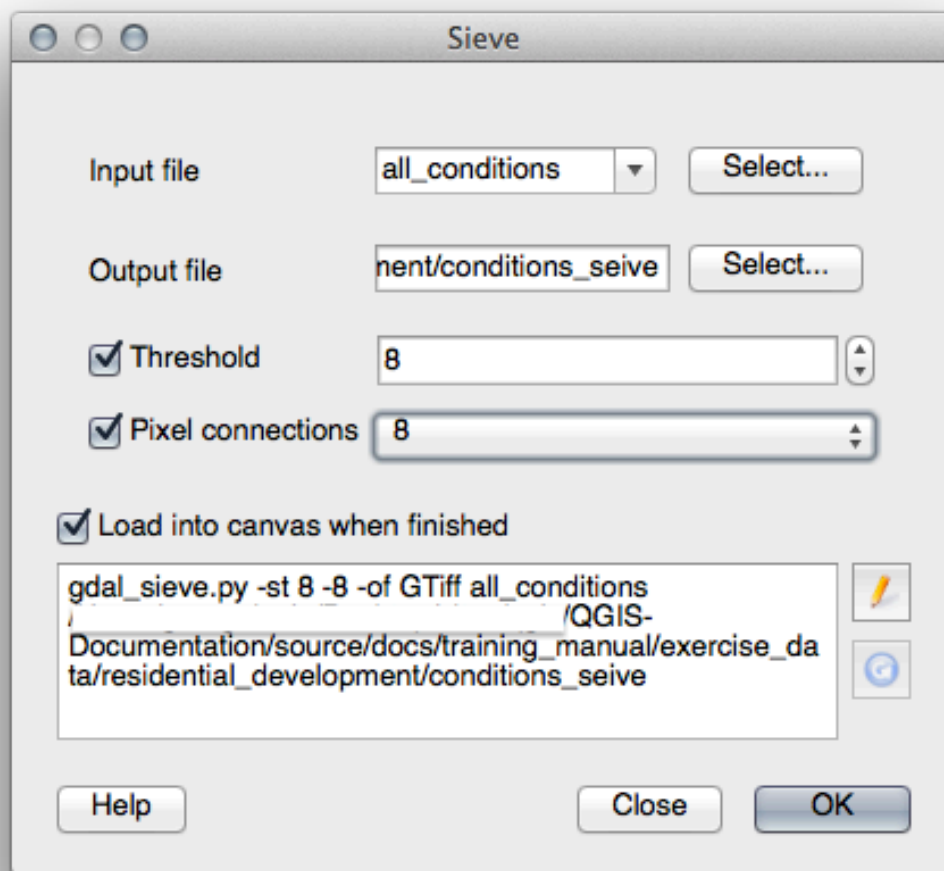 Sieve
Input file all_conditions Select...
Output file nent/conditions_seive Select...
Threshold 8
Pixel connections 8
Load into canvas when finished
gdal_sieve.py -st 8 -8 -of GTiff all_conditions
/QGIS-
Documentation/source/docs/training_manual/exercise_da
ta/residential_development/conditions_seive
Help Close OK